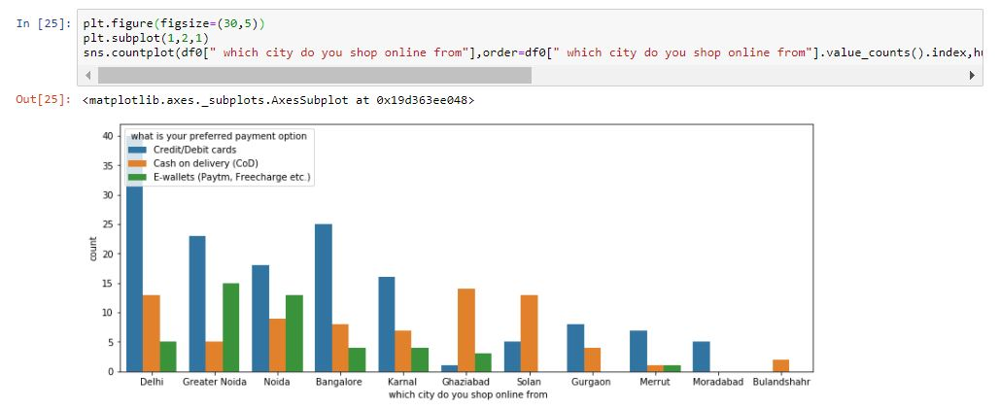 In [25]: plt.figure(figsize=(30,5))
plt.subplot(1,2,1)
sns.countplot(df0[" which city do you shop online from"],order=df0[" which city do you shop online from"].value_counts().index,hu
Out[25]: <matplotlib.axes._subplots.AxesSubplot at 0x19d363ee048>
what is your preferred payment option
Credit/Debit cards
Cash on delivery (CoD)
E-wallets (Paytm, Freecharge etc.)
40
35
30
25
20
15
10
5
0
count
Delhi Greater Noida Noida Bangalore Karnal Ghaziabad Solan Gurgaon Merrut Moradabad Bulandshahr
which city do you shop online from